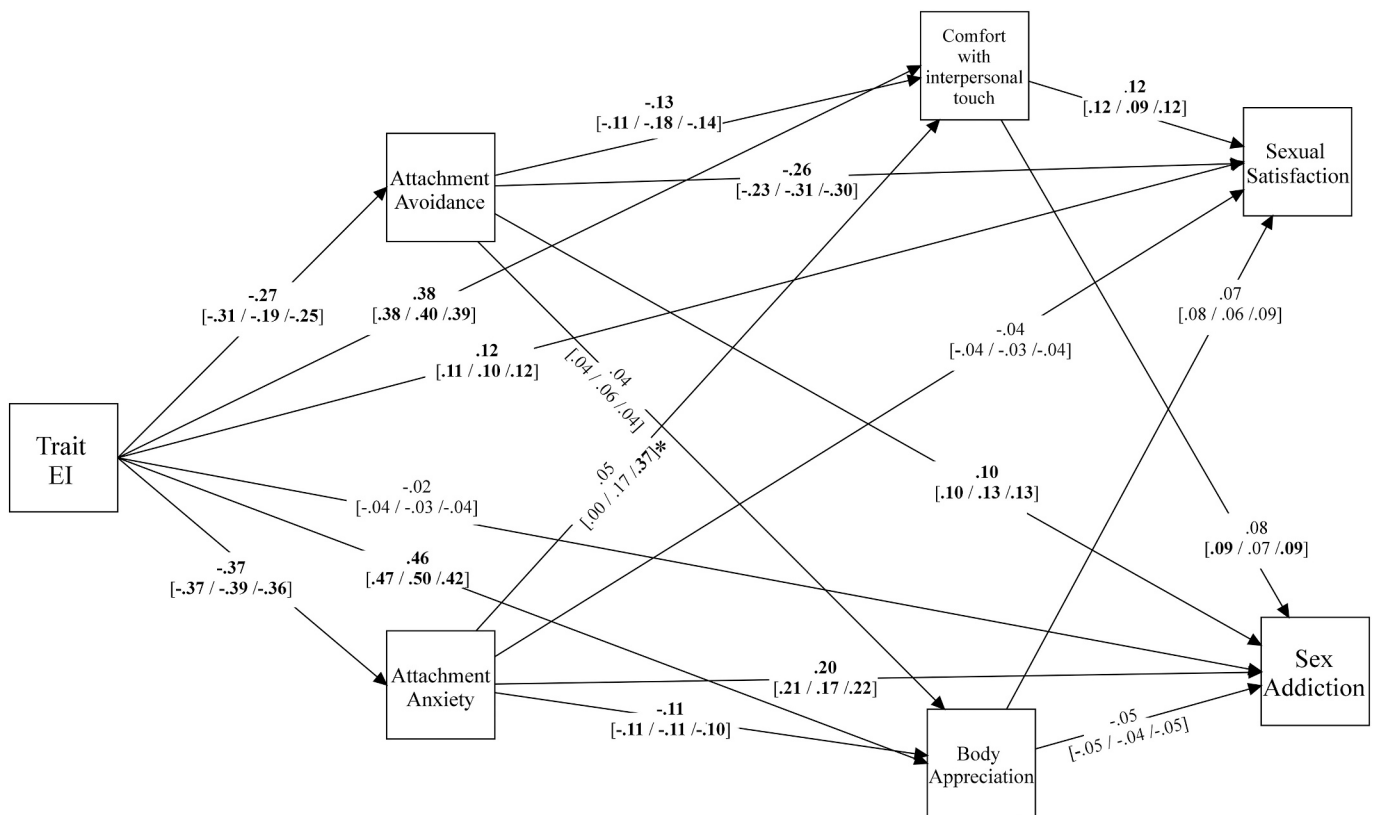 Comfort
with
interpersonal
touch
.12
[.12 / .09 /.12]
-.13
[-.11 / -.18 / -.14]
Attachment
Avoidance
-.26
[-.23 / -.31 /-.30]
Sexual
Satisfaction
-.27
[-.31 / -.19 /-.25]
.38
[.38 / .40 /.39]
.07
[.08 / .06 /.09]
.12
[.11 / .10 /.12]
-.04
[-.04 / -.03 /-.04]
.04
[.04 / .06 /.04]
Trait
EI
.05
[.00 / .17 /.37]*
-.02
[-.04 / -.03 /-.04]
.10
[.10 / .13 /.13]
.08
[.09 / .07 /.09]
-.37
[-.37 / -.39 /-.36]
.46
[.47 / .50 /.42]
Attachment
Anxiety
.20
[.21 / .17 /.22]
Sex
Addiction
-.11
[-.11 / -.11 /-.10]
-.05
[-.05 / -.04 /-.05]
Body
Appreciation